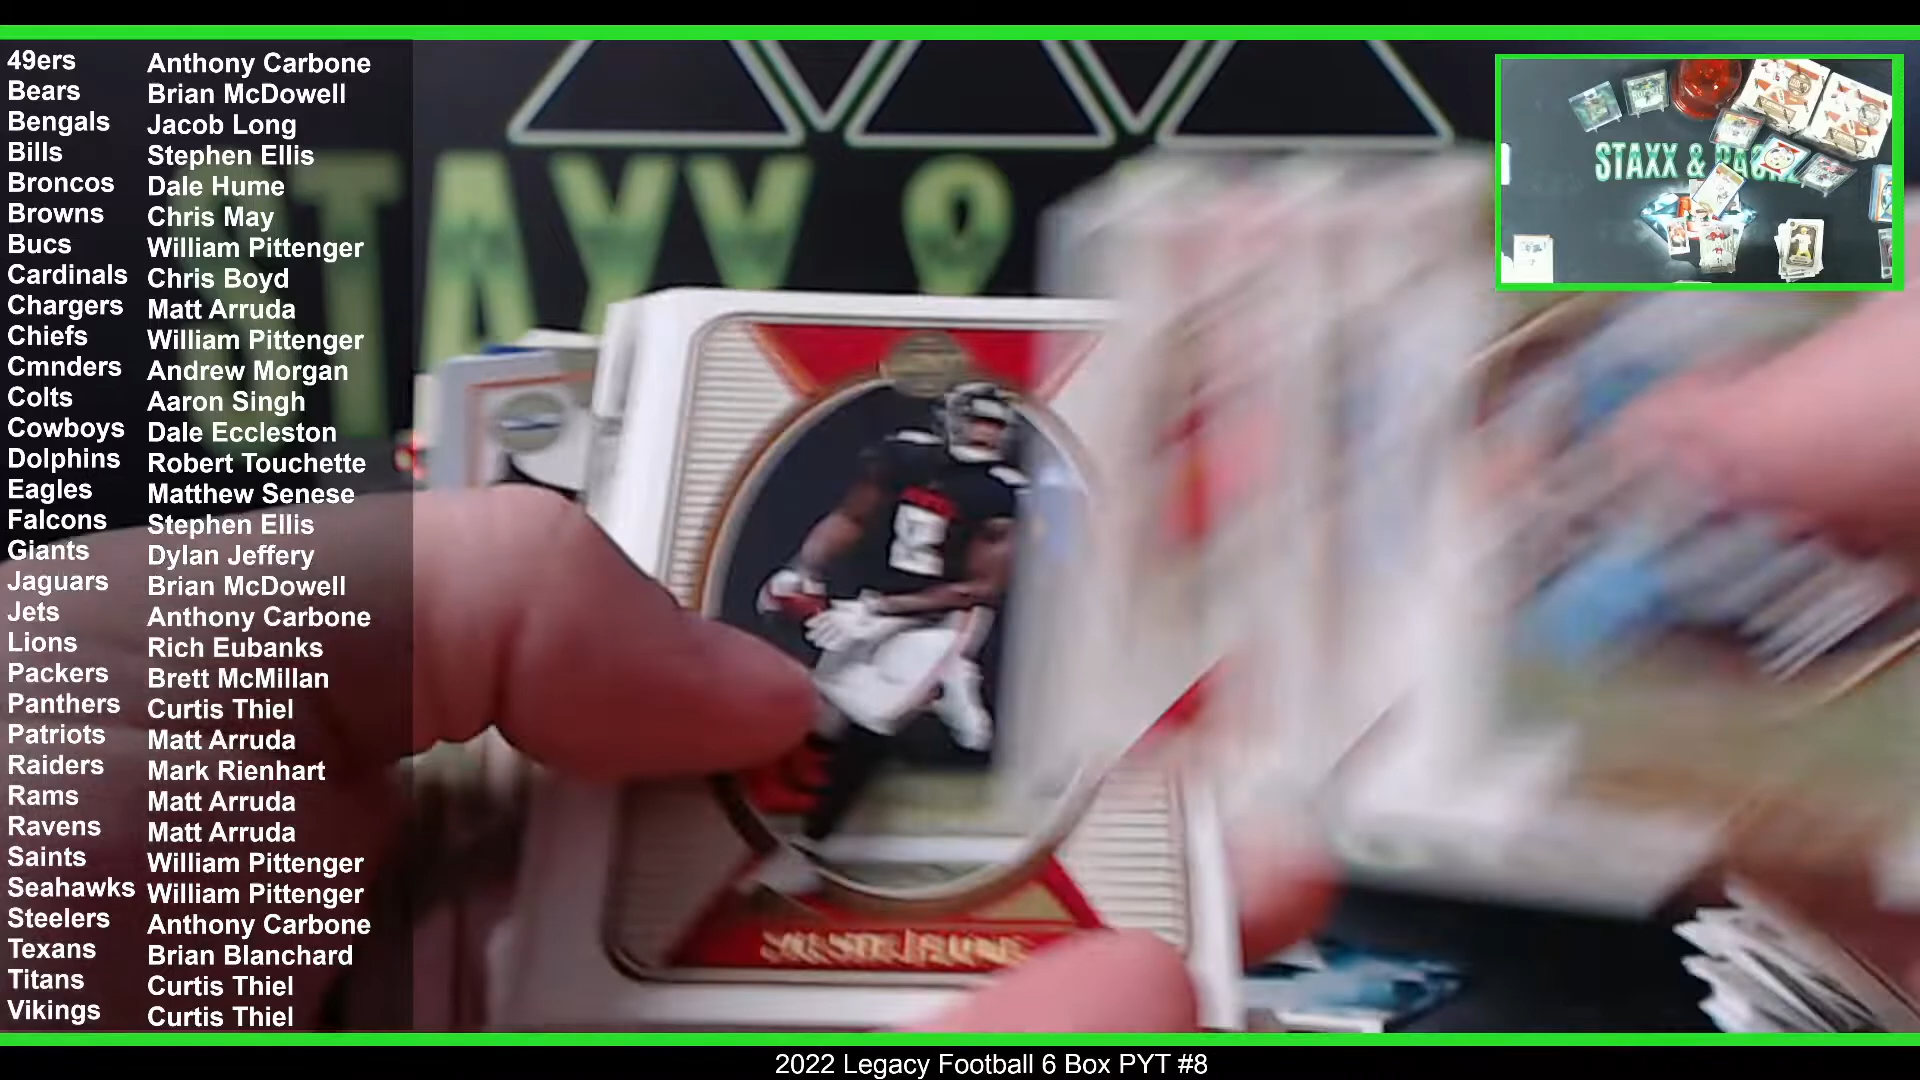 49ers Anthony Carbone
Bears Brian McDowell
Bengals Jacob Long
Bills Stephen Ellis
Broncos Dale Hume
Browns Chris May
Bucs William Pittenger
Cardinals Chris Boyd
Chargers Matt Arruda
Chiefs William Pittenger
Cmnders Andrew Morgan
Colts Aaron Singh
Cowboys Dale Eccleston
Dolphins Robert Touchette
Eagles Matthew Senese
Falcons Stephen Ellis
Giants Dylan Jeffery
Jaguars Brian McDowell
Jets Anthony Carbone
Lions Rich Eubanks
Packers Brett McMillan
Panthers Curtis Thiel
Patriots Matt Arruda
Raiders Mark Rienhart
Rams Matt Arruda
Ravens Matt Arruda
Saints William Pittenger
Seahawks William Pittenger
Steelers Anthony Carbone
Texans Brian Blanchard
Titans Curtis Thiel
Vikings Curtis Thiel
STAXX &
STAXX &
2022 Legacy Football 6 Box PYT #8